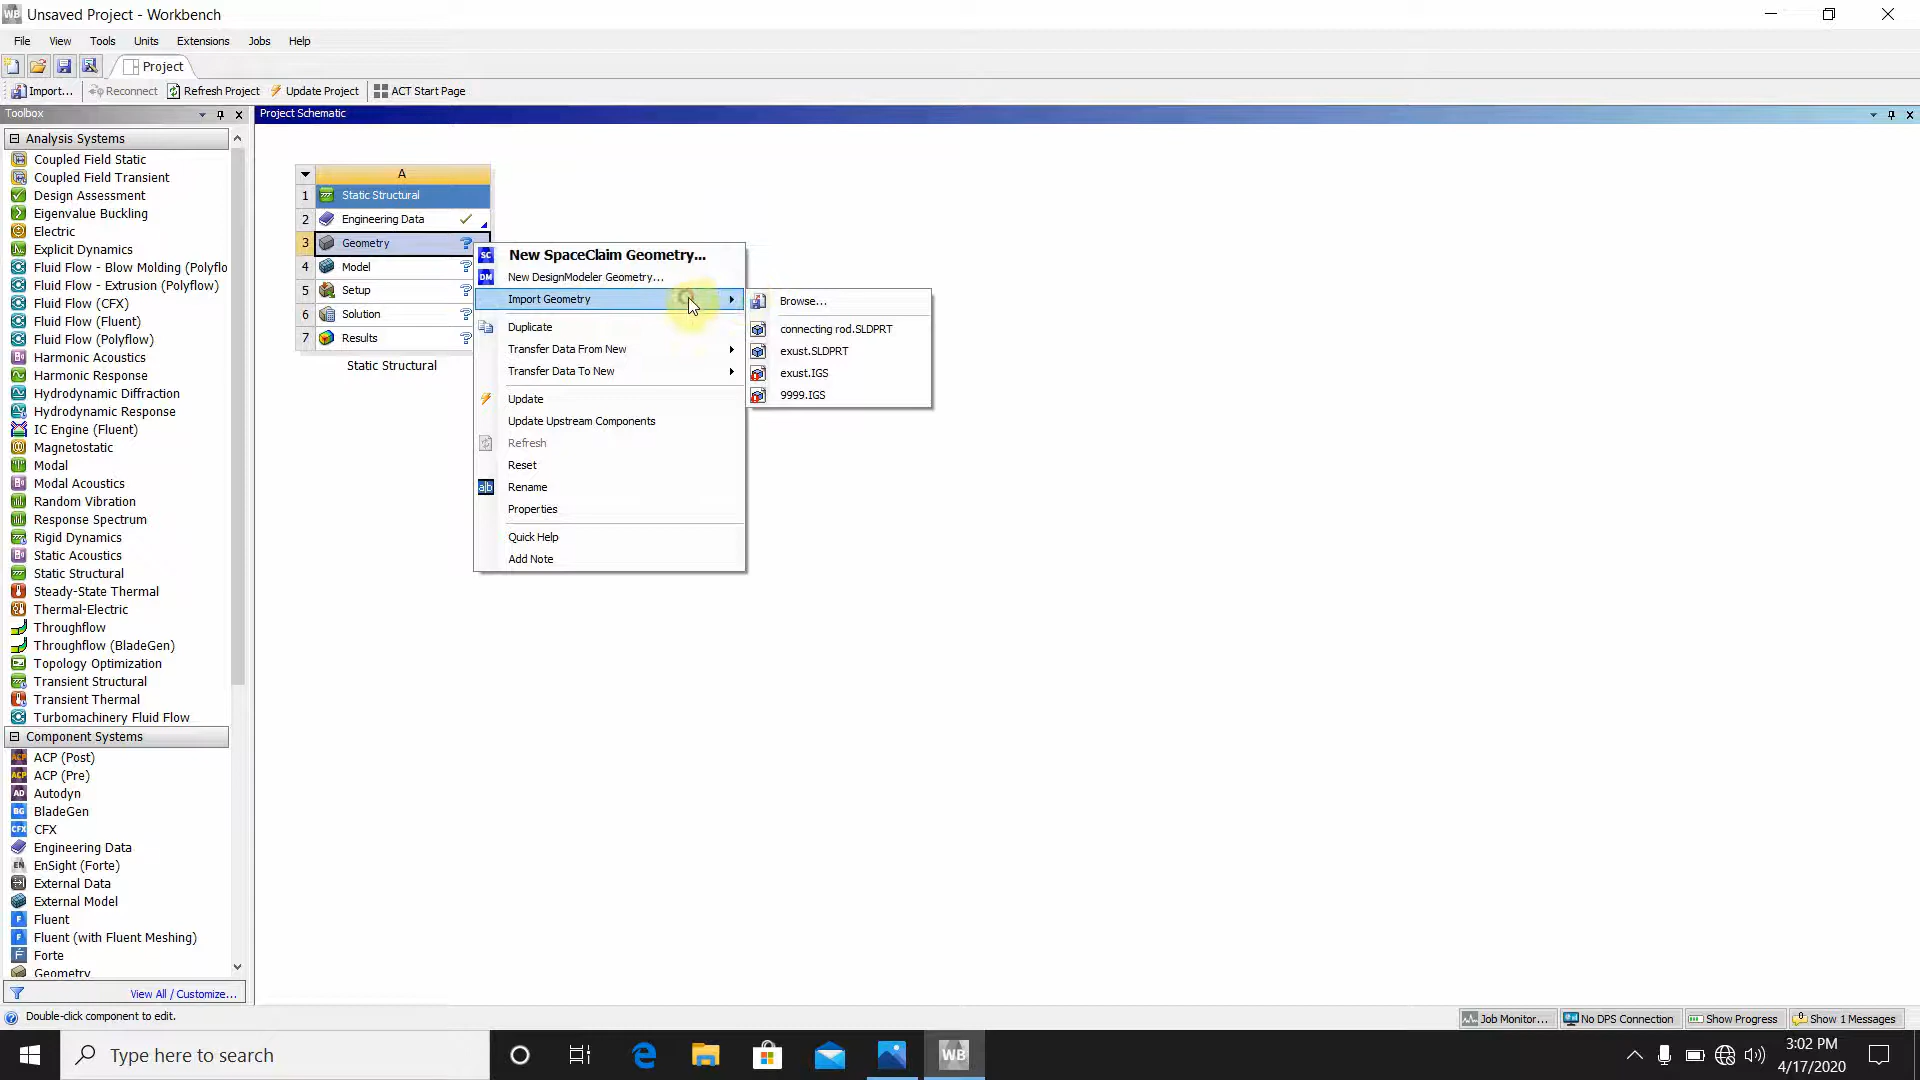 WB Unsaved Project - Workbench
File View Tools Units Extensions Jobs Help
Project
Import... Reconnect Refresh Project Update Project ACT Start Page
Toolbox
Analysis Systems
Coupled Field Static
Coupled Field Transient
Design Assessment
Eigenvalue Buckling
Electric
Explicit Dynamics
Fluid Flow - Blow Molding (Polyflo
Fluid Flow - Extrusion (Polyflow)
Fluid Flow (CFX)
Fluid Flow (Fluent)
Fluid Flow (Polyflow)
Harmonic Acoustics
Harmonic Response
Hydrodynamic Diffraction
Hydrodynamic Response
IC Engine (Fluent)
Magnetostatic
Modal
Modal Acoustics
Random Vibration
Response Spectrum
Rigid Dynamics
Static Acoustics
Static Structural
Steady-State Thermal
Thermal-Electric
Throughflow
Throughflow (BladeGen)
Topology Optimization
Transient Structural
Transient Thermal
Turbomachinery Fluid Flow
Component Systems
ACP ACP (Post)
ACP ACP (Pre)
AD Autodyn
BG BladeGen
CFX CFX
Engineering Data
EN EnSight (Forte)
External Data
External Model
F Fluent
F Fluent (with Fluent Meshing)
F Forte
Geometry
View All / Customize...
Project Schematic
A
1 Static Structural
2 Engineering Data
3 Geometry ?
4 Model ?
5 Setup ?
6 Solution ?
7 Results ?
Static Structural
SC New SpaceClaim Geometry...
DM New DesignModeler Geometry...
Import Geometry
Duplicate
Transfer Data From New
Transfer Data To New
Update
Update Upstream Components
Refresh
Reset
a|b Rename
Properties
Quick Help
Add Note
Browse...
connecting rod.SLDPRT
exust.SLDPRT
exust.IGS
9999.IGS
? Double-click component to edit.
Job Monitor... No DPS Connection Show Progress Show 1 Messages
Type here to search
WB
3:02 PM
4/17/2020